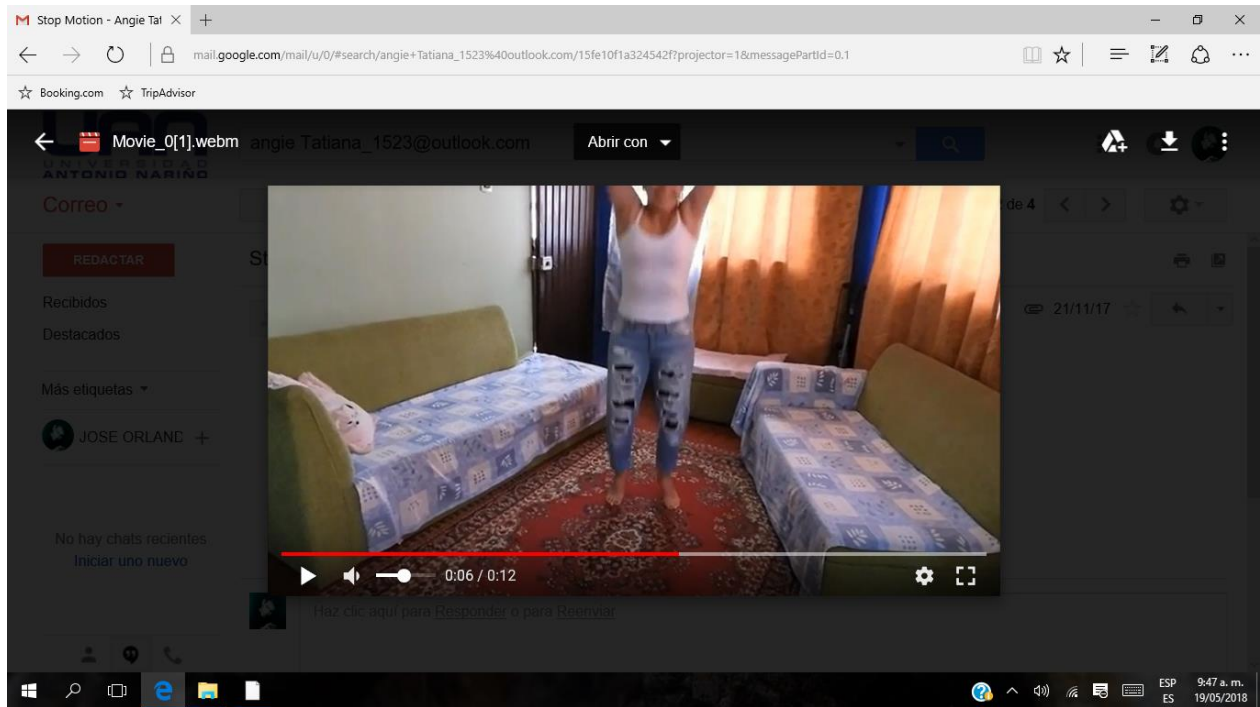 Stop Motion - Angie Tat
mail.google.com/mail/u/0/#search/angie+Tatiana_1523%40outlook.com/15fe10f1a324542f?projector=1&messagePartId=0.1
Booking.com TripAdvisor
Movie_0[1].webm angie Tatiana_1523@outlook.com Abrir con
UAN
UNIVERSIDAD
ANTONIO NARIÑO
Correo
de 4
REDACTAR
St
Recibidos
21/11/17
Destacados
Más etiquetas
JOSE ORLAND
No hay chats recientes
Iniciar uno nuevo
0:06 / 0:12
Haz clic aquí para Responder o para Reenviar
ESP 9:47 a. m.
ES 19/05/2018